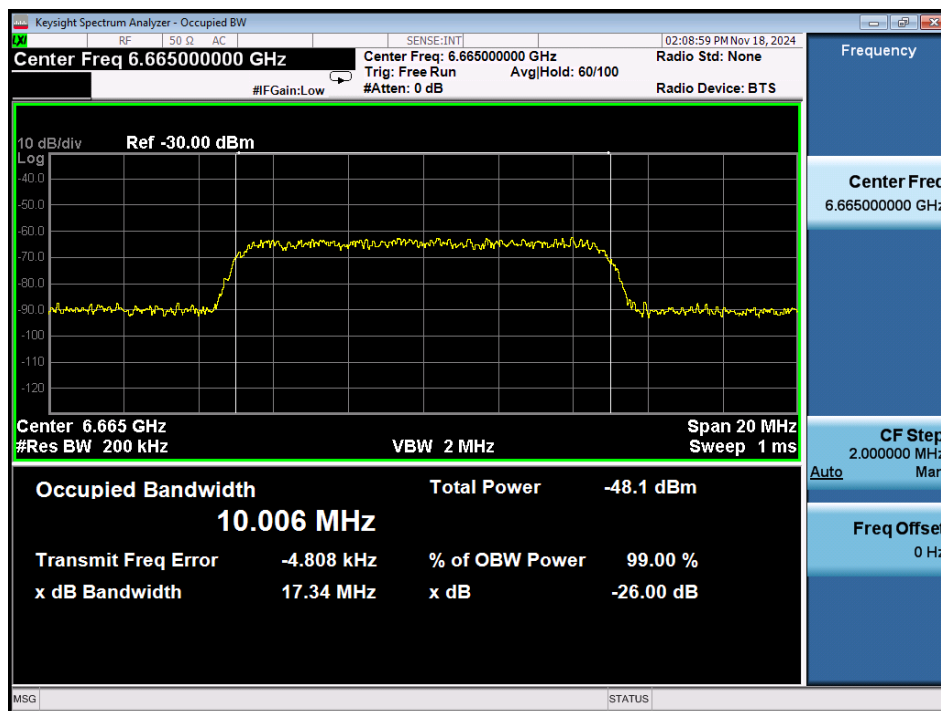 Keysight Spectrum Analyzer - Occupied BW
LXI RF 50 Ω AC SENSE:INT 02:08:59 PM Nov 18, 2024
Center Freq 6.665000000 GHz
#IFGain:Low
Center Freq: 6.665000000 GHz
Trig: Free Run Avg|Hold: 60/100
#Atten: 0 dB
Radio Std: None
Radio Device: BTS
10 dB/div Ref -30.00 dBm
Log
-40.0
-50.0
-60.0
-70.0
-80.0
-90.0
-100
-110
-120
Center 6.665 GHz Span 20 MHz
#Res BW 200 kHz VBW 2 MHz Sweep 1 ms
Occupied Bandwidth Total Power -48.1 dBm
10.006 MHz
Transmit Freq Error -4.808 kHz % of OBW Power 99.00 %
x dB Bandwidth 17.34 MHz x dB -26.00 dB
MSG STATUS
Frequency
Center Freq
6.665000000 GHz
CF Step
2.000000 MHz
Auto Man
Freq Offset
0 Hz